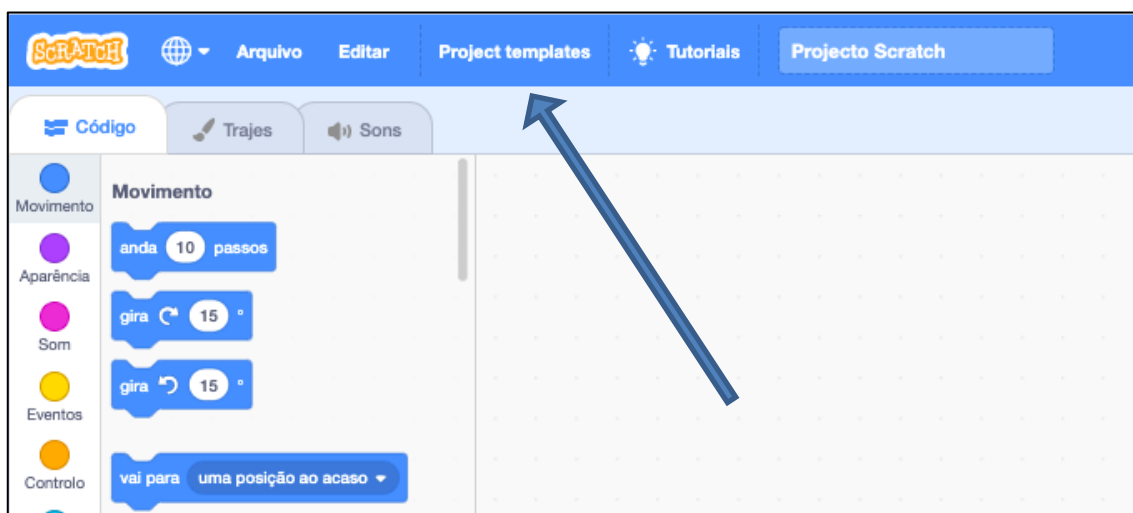 SCRATCH Arquivo Editar Project templates Tutoriais Projecto Scratch
Código Trajes Sons
Movimento
Movimento
anda 10 passos
Aparência
gira 15 °
Som
gira 15 °
Eventos
vai para uma posição ao acaso
Controlo